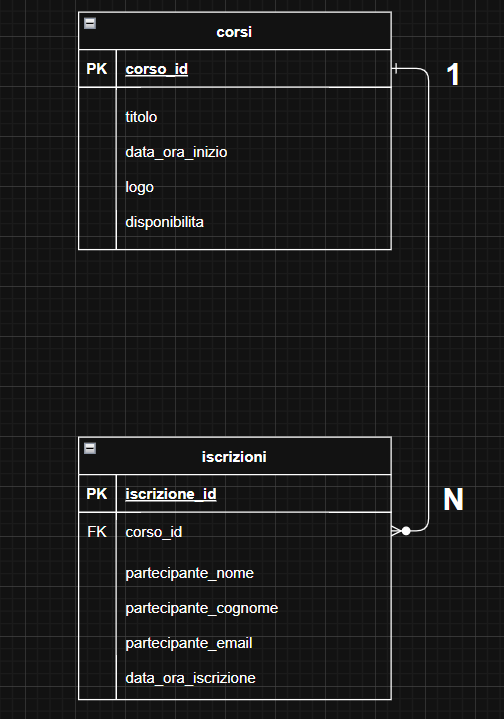 corsi
PK corso_id
1
titolo
data_ora_inizio
logo
disponibilita
iscrizioni
PK iscrizione_id
N
FK corso_id
partecipante_nome
partecipante_cognome
partecipante_email
data_ora_iscrizione